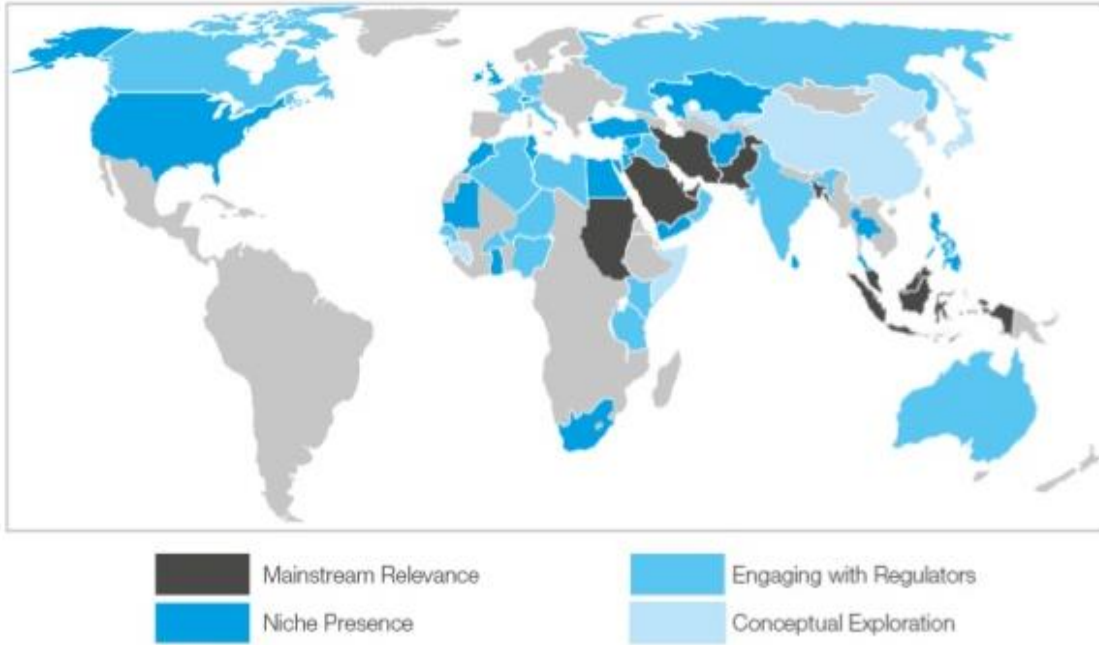 Mainstream Relevance
Engaging with Regulators
Niche Presence
Conceptual Exploration